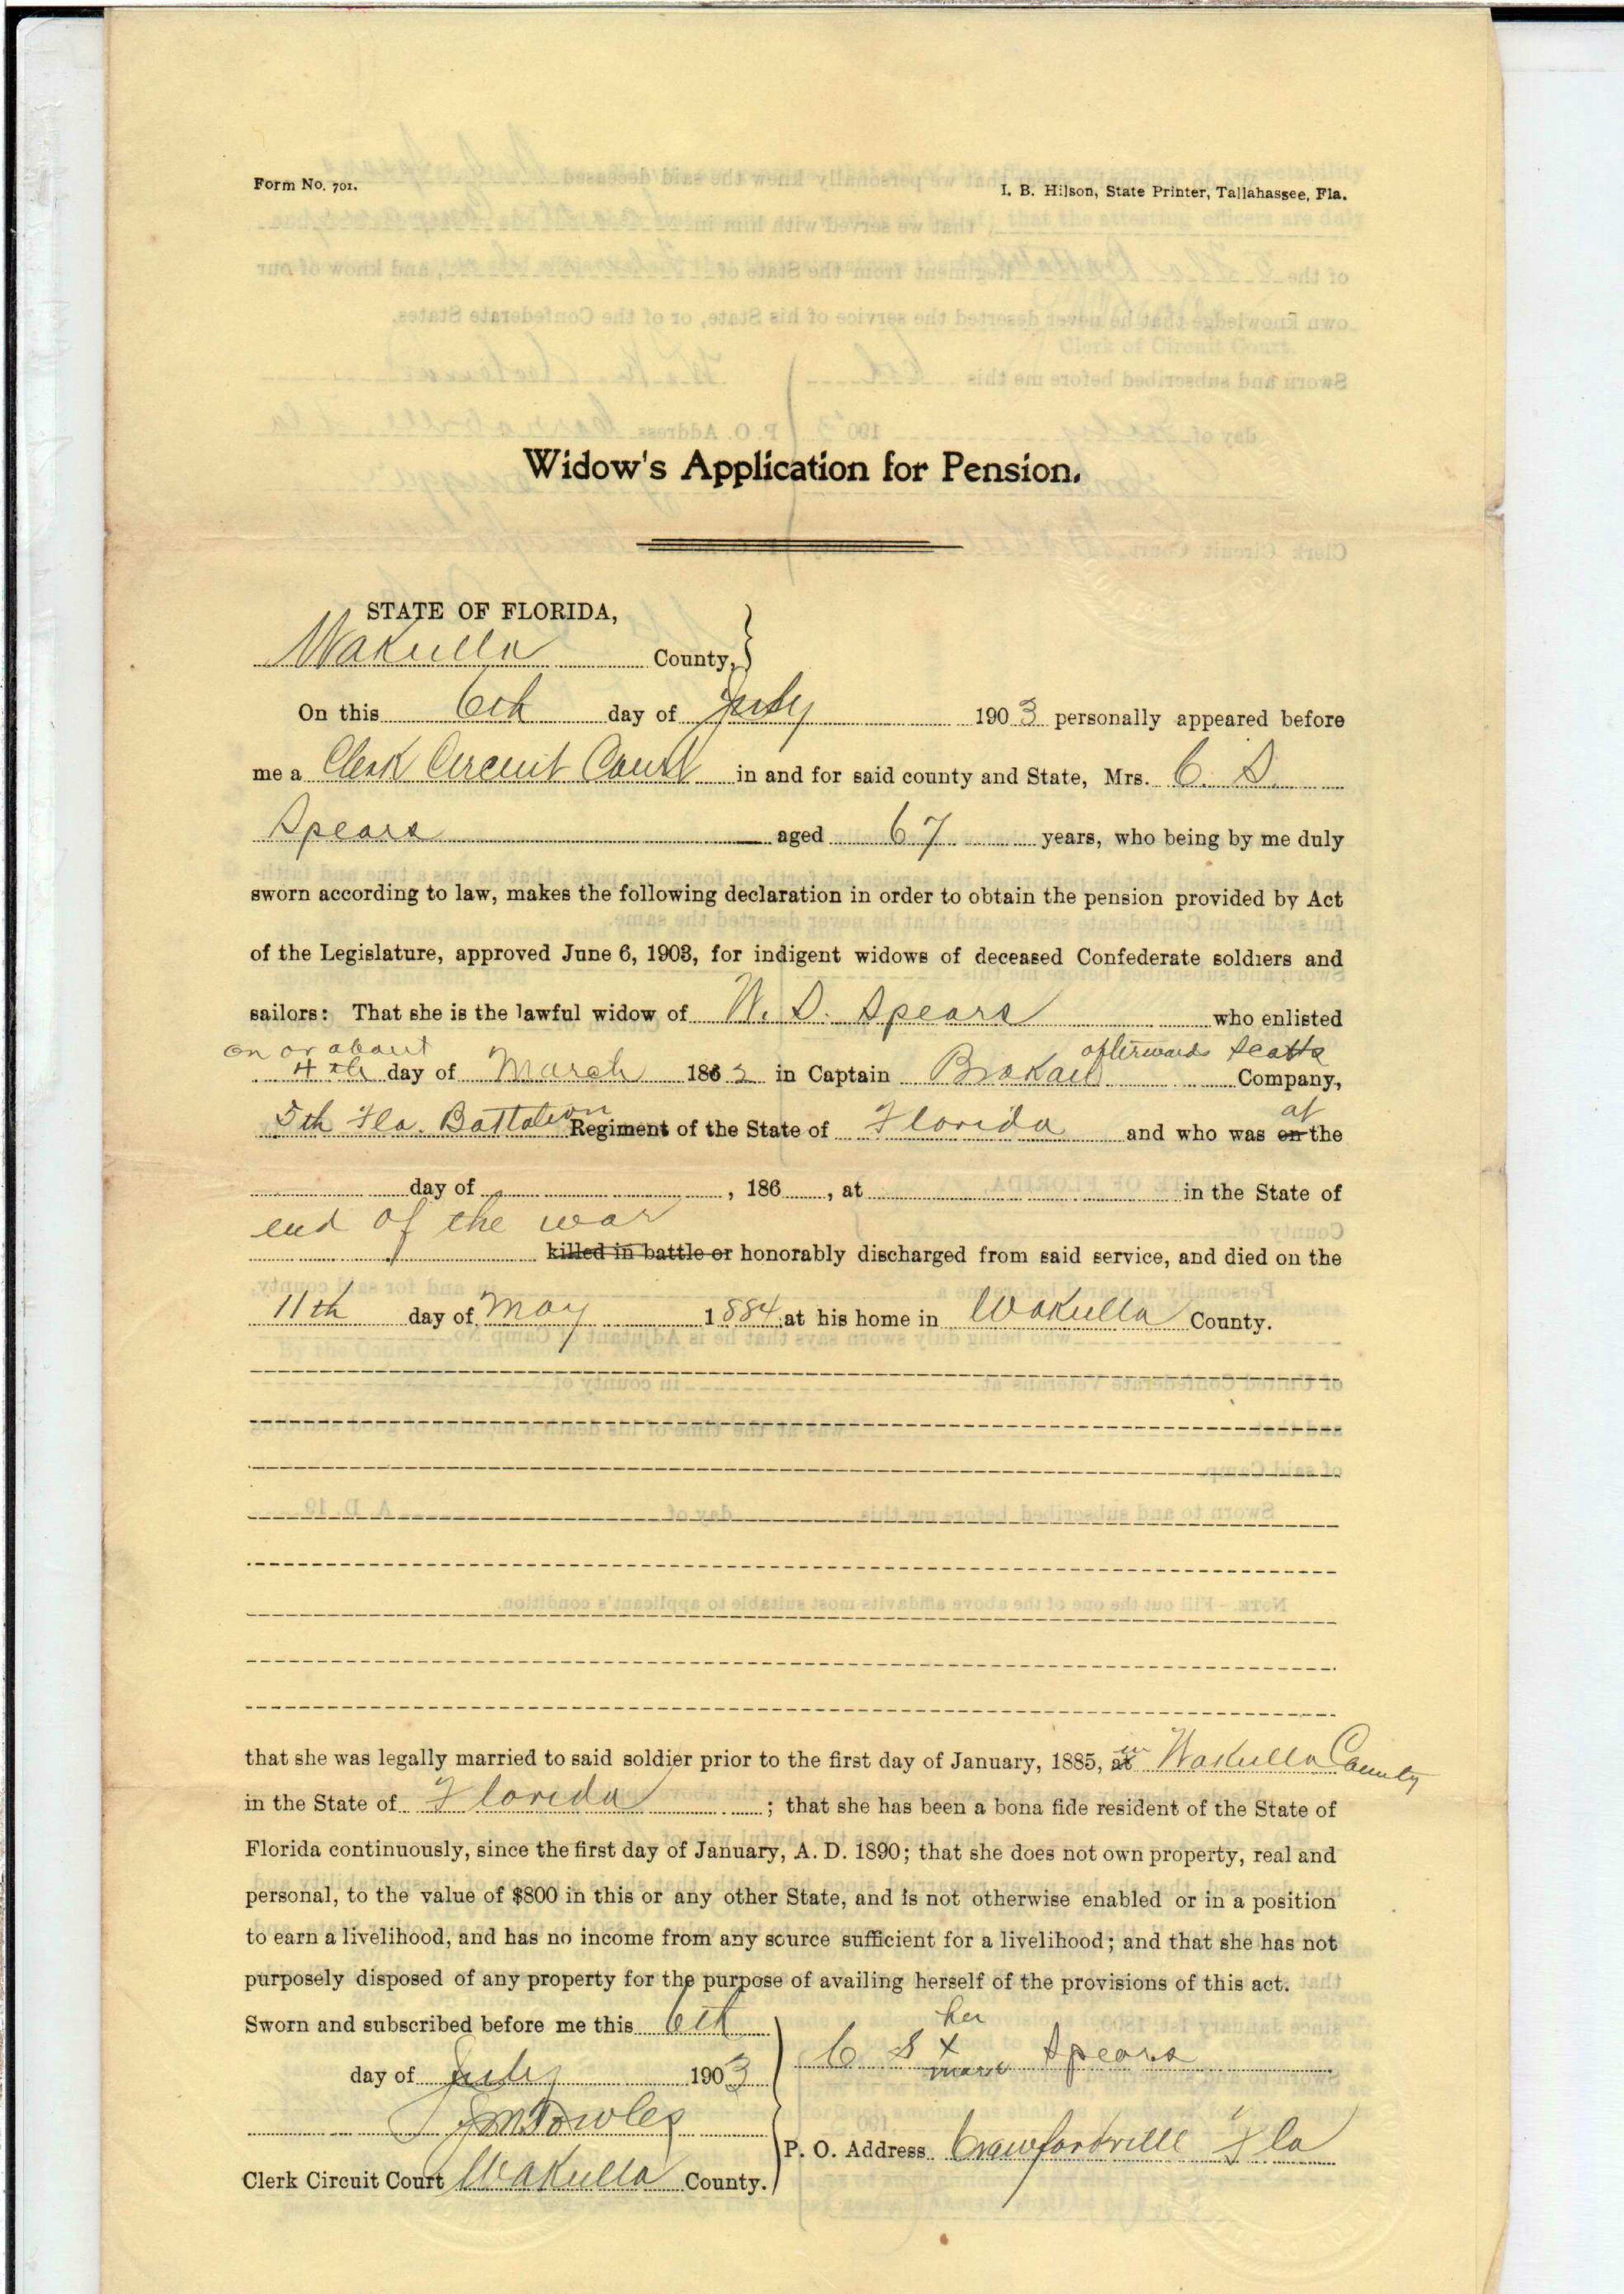 Form No. 701.
I. B. Hilson, State Printer, Tallahassee, Fla.
Widow's Application for Pension.
STATE OF FLORIDA,
Wakulla County,
On this 6th day of July 1903 personally appeared before
me a Clerk Circuit Court in and for said county and State, Mrs. C. S.
Spears aged 67 years, who being by me duly
sworn according to law, makes the following declaration in order to obtain the pension provided by Act
of the Legislature, approved June 6, 1903, for indigent widows of deceased Confederate soldiers and
sailors: That she is the lawful widow of W. S. Spears who enlisted
on or about afterwards Scotts
4th day of March 1862 in Captain Brokaw Company,
5th Fla. Battalion Regiment of the State of Florida and who was on at the
day of , 186 , at in the State of
end of the war
killed in battle or honorably discharged from said service, and died on the
11th day of May 1884 at his home in Wakulla County.
that she was legally married to said soldier prior to the first day of January, 1885, at in Wakulla County
in the State of Florida ; that she has been a bona fide resident of the State of
Florida continuously, since the first day of January, A. D. 1890; that she does not own property, real and
personal, to the value of $800 in this or any other State, and is not otherwise enabled or in a position
to earn a livelihood, and has no income from any source sufficient for a livelihood; and that she has not
purposely disposed of any property for the purpose of availing herself of the provisions of this act.
Sworn and subscribed before me this 6th
day of July 1903
her
C S x Spears
mark
J M Towles
P. O. Address Crawfordville Fla
Clerk Circuit Court Wakulla County.